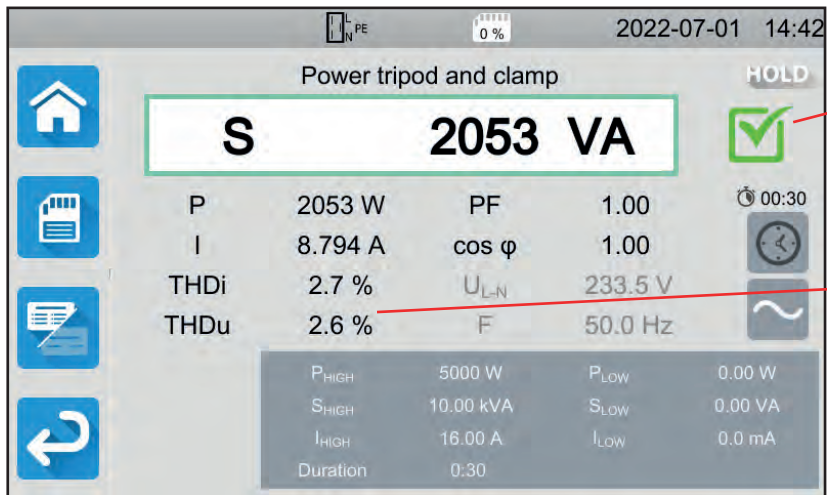 L
N PE 0 % 2022-07-01 14:42
Power tripod and clamp HOLD
S 2053 VA
P 2053 W PF 1.00 00:30
I 8.794 A cos φ 1.00
THDi 2.7 % UL-N 233.5 V
THDu 2.6 % F 50.0 Hz
PHIGH 5000 W PLOW 0.00 W
SHIGH 10.00 kVA SLOW 0.00 VA
IHIGH 16.00 A ILOW 0.0 mA
Duration 0:30